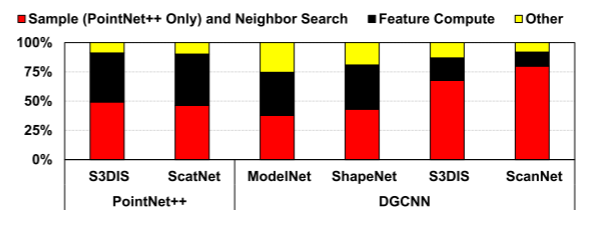 Sample (PointNet++ Only) and Neighbor Search Feature Compute Other
100%
75%
50%
25%
0%
S3DIS ScatNet ModelNet ShapeNet S3DIS ScanNet
PointNet++ DGCNN